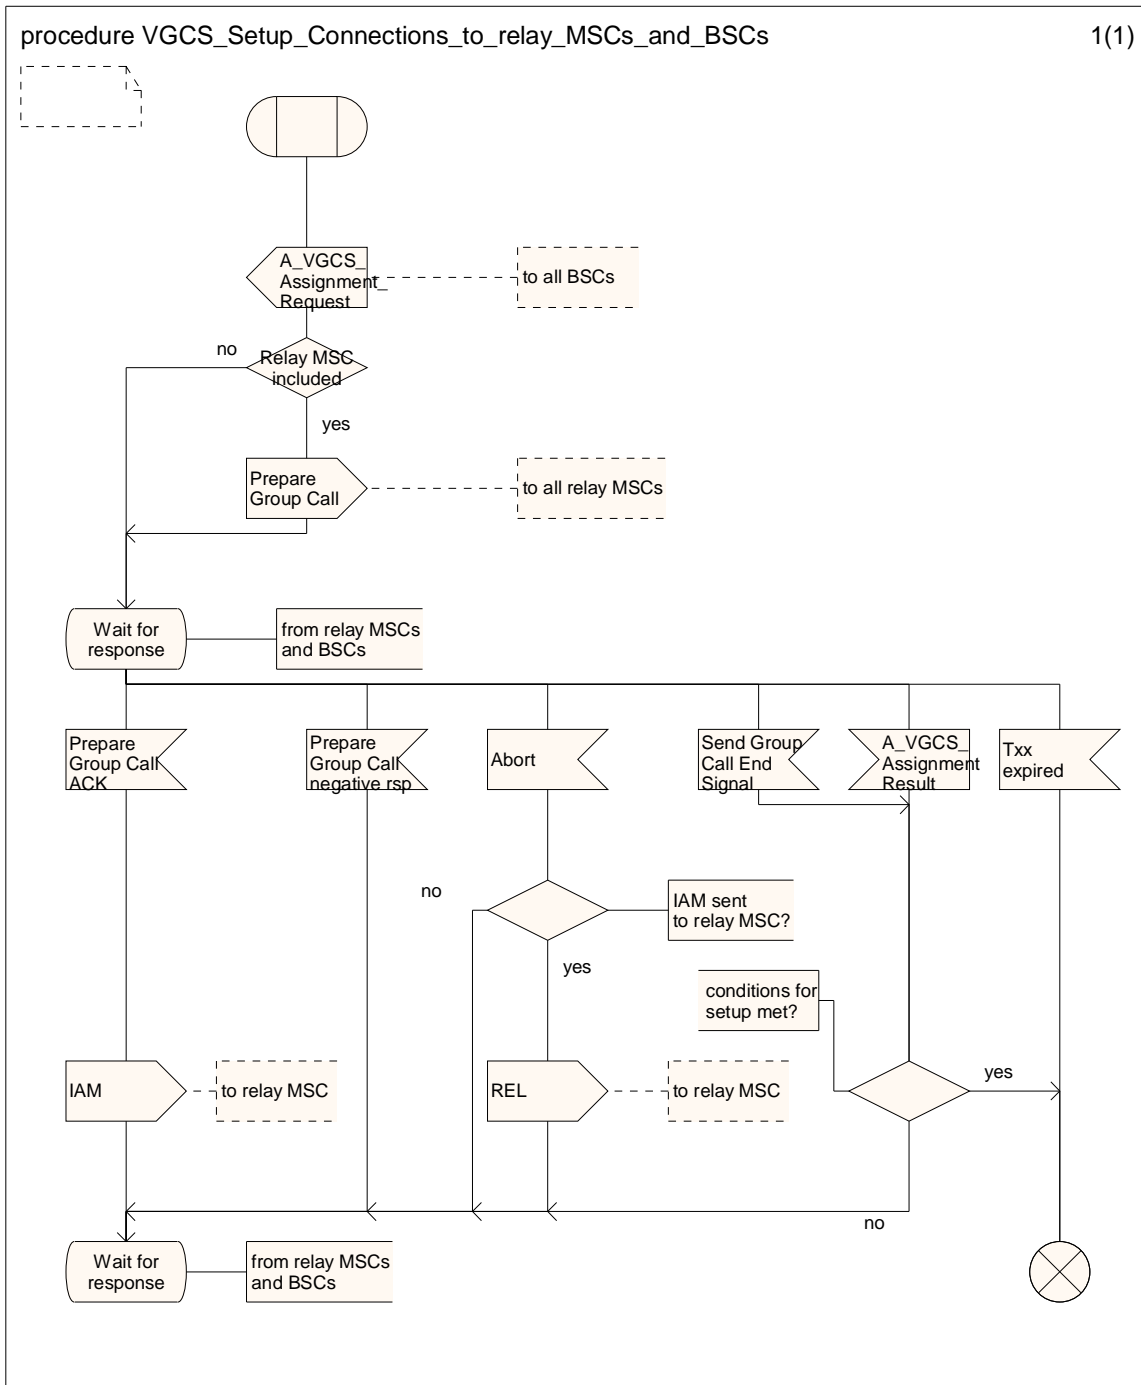 procedure VGCS_Setup_Connections_to_relay_MSCs_and_BSCs
1(1)
A_VGCS_
Assignment_
Request
to all BSCs
no
Relay MSC
included
yes
Prepare
Group Call
to all relay MSCs
Wait for
response
from relay MSCs
and BSCs
Prepare
Group Call
ACK
Prepare
Group Call
negative rsp
Abort
Send Group
Call End
Signal
A_VGCS_
Assignment
Result
Txx
expired
no
IAM sent
to relay MSC?
yes
conditions for
setup met?
IAM
to relay MSC
REL
to relay MSC
yes
no
Wait for
response
from relay MSCs
and BSCs